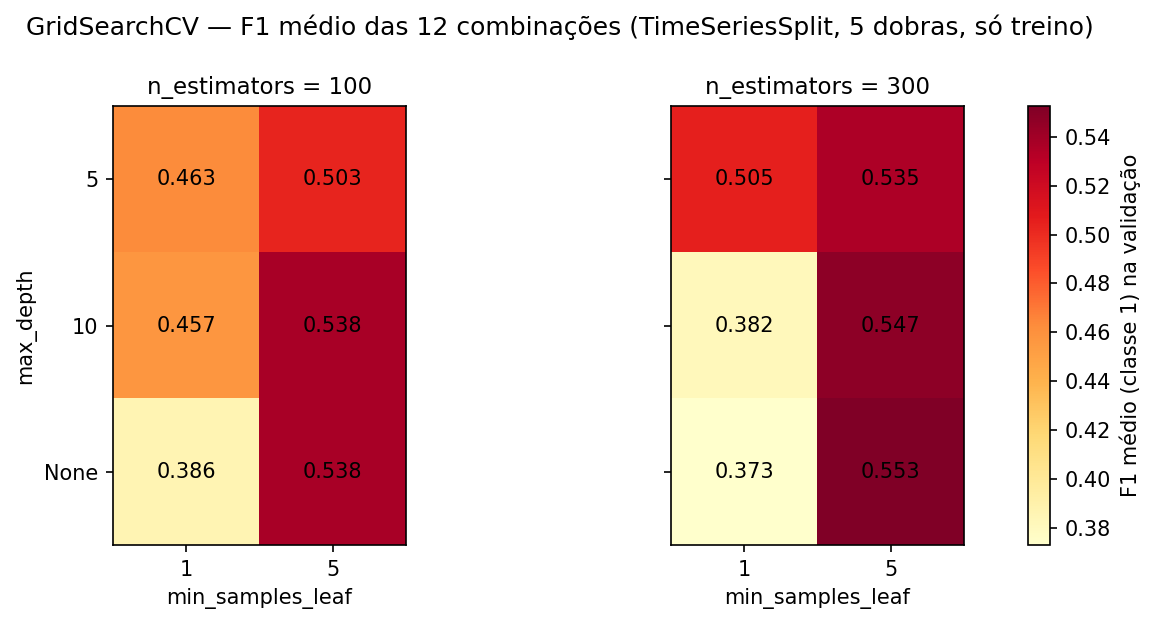 GridSearchCV — F1 médio das 12 combinações (TimeSeriesSplit, 5 dobras, só treino)
n_estimators = 100
max_depth
5
0.463 0.503
10
0.457 0.538
None
0.386 0.538
1 5
min_samples_leaf
n_estimators = 300
0.505 0.535
0.382 0.547
0.373 0.553
1 5
min_samples_leaf
0.54
0.52
0.50
0.48
0.46
0.44
0.42
0.40
0.38
F1 médio (classe 1) na validação